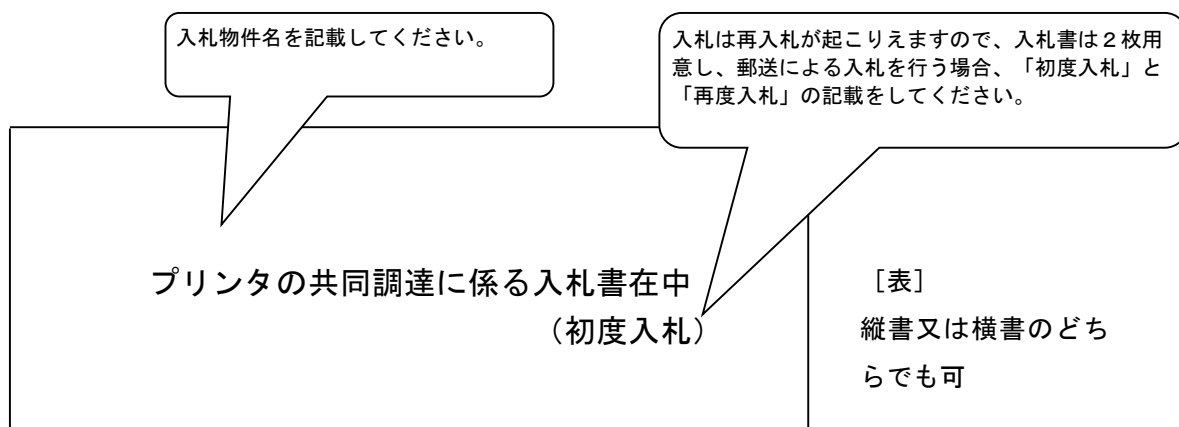 入札物件名を記載してください。
入札は再入札が起こりえますので、入札書は２枚用
意し、郵送による入札を行う場合、「初度入札」と
「再度入札」の記載をしてください。
プリンタの共同調達に係る入札書在中
（初度入札）
［表］
縦書又は横書のどち
らでも可